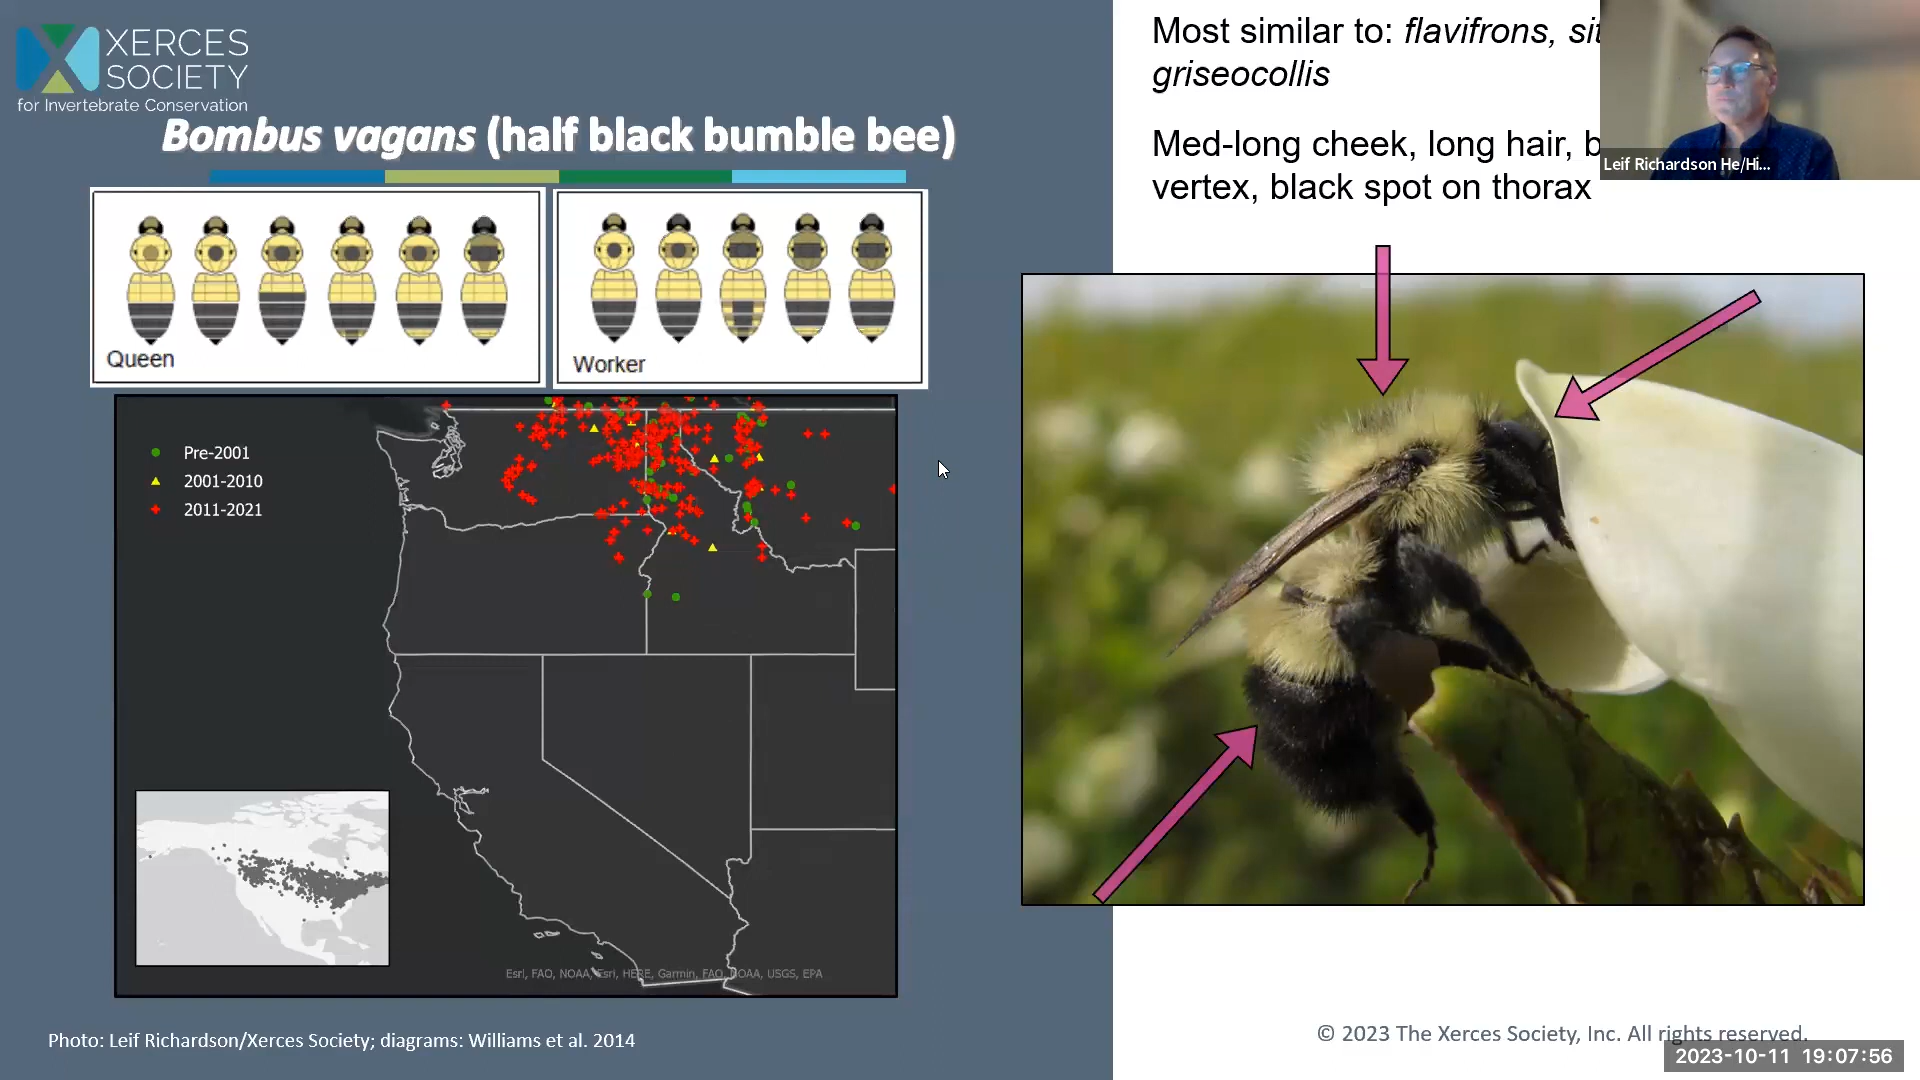 XERCES
SOCIETY
for Invertebrate Conservation
Bombus vagans (half black bumble bee)
Queen
Worker
Pre-2001
2001-2010
2011-2021
Esri, FAO, NOAA, Esri, HERE, Garmin, FAO, NOAA, USGS, EPA
Photo: Leif Richardson/Xerces Society; diagrams: Williams et al. 2014
Most similar to: flavifrons,
griseocollis
Med-long cheek, long hair,
vertex, black spot on thorax
Leif Richardson He/Hi...
© 2023 The Xerces Society, Inc. All rights reserved.
2023-10-11 19:07:56